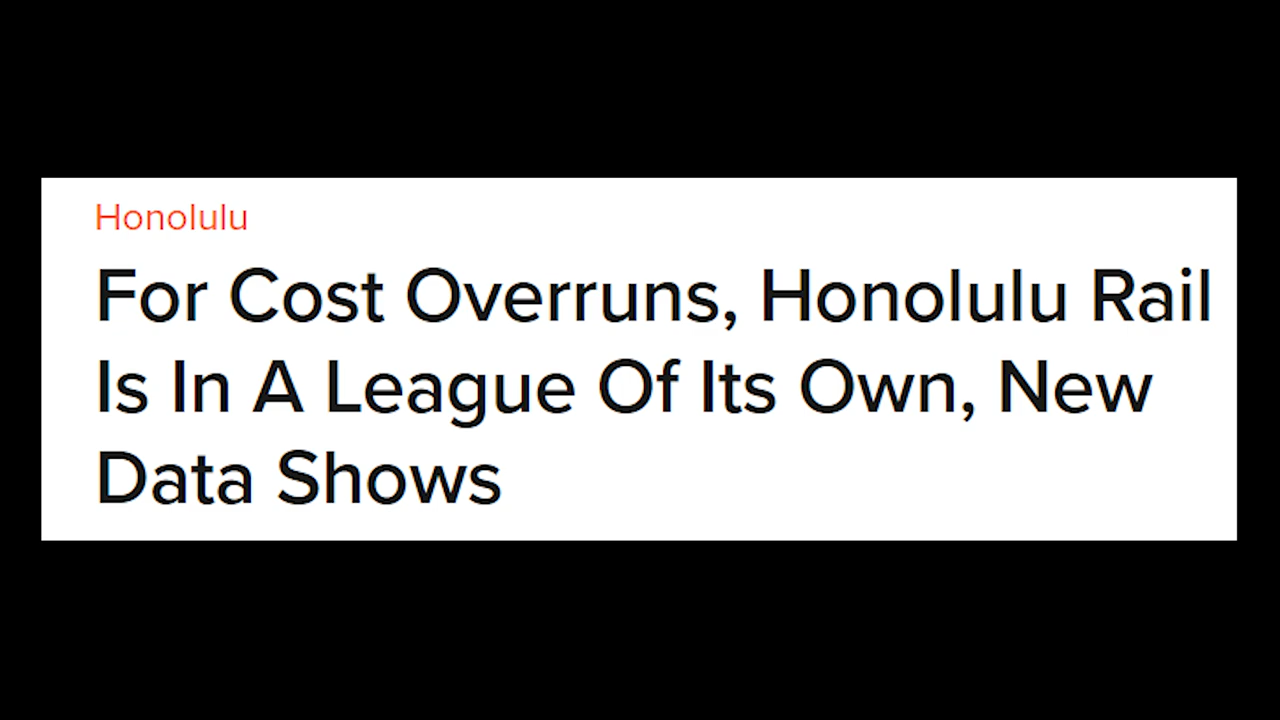 Honolulu
For Cost Overruns, Honolulu Rail
Is In A League Of Its Own, New
Data Shows